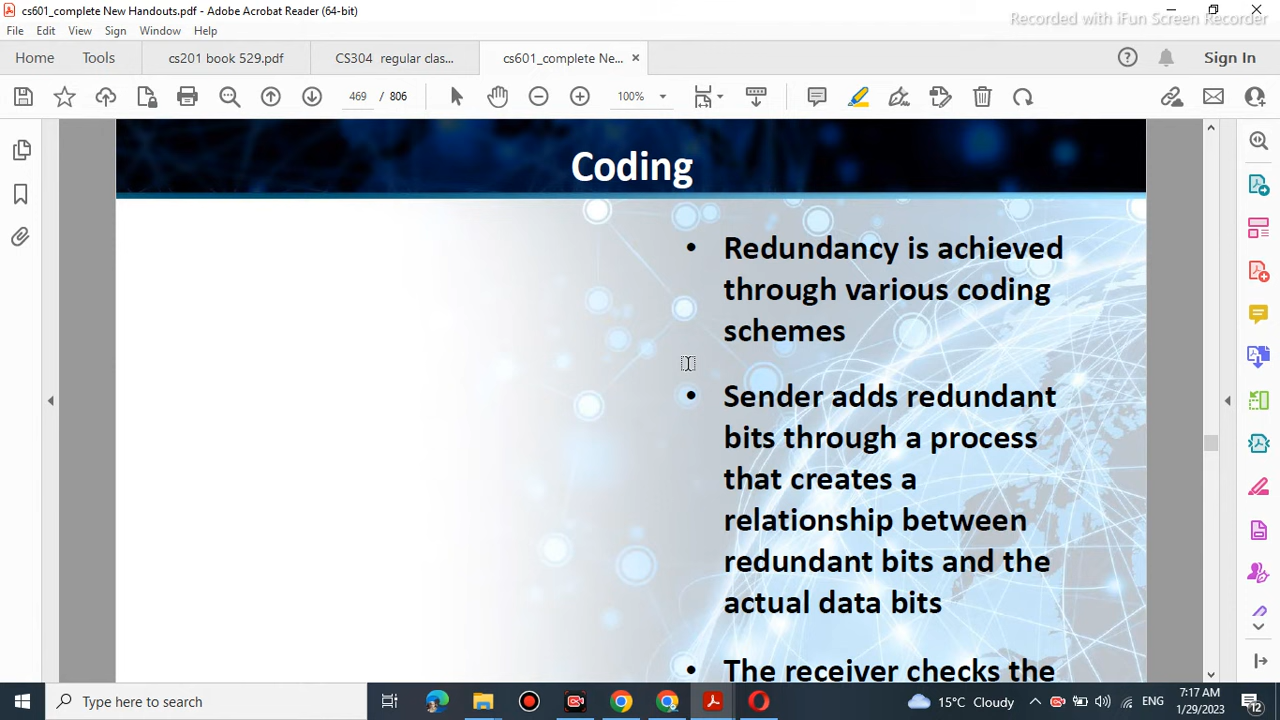 cs601_complete New Handouts.pdf - Adobe Acrobat Reader (64-bit)
Recorded with iFun Screen Recorder
File Edit View Sign Window Help
Home Tools cs201 book 529.pdf CS304 regular clas... cs601_complete Ne... Sign In
469 / 806 100%
Coding
• Redundancy is achieved
through various coding
schemes
• Sender adds redundant
bits through a process
that creates a
relationship between
redundant bits and the
actual data bits
• The receiver checks the
Type here to search
15°C Cloudy
ENG
7:17 AM
1/29/2023
12